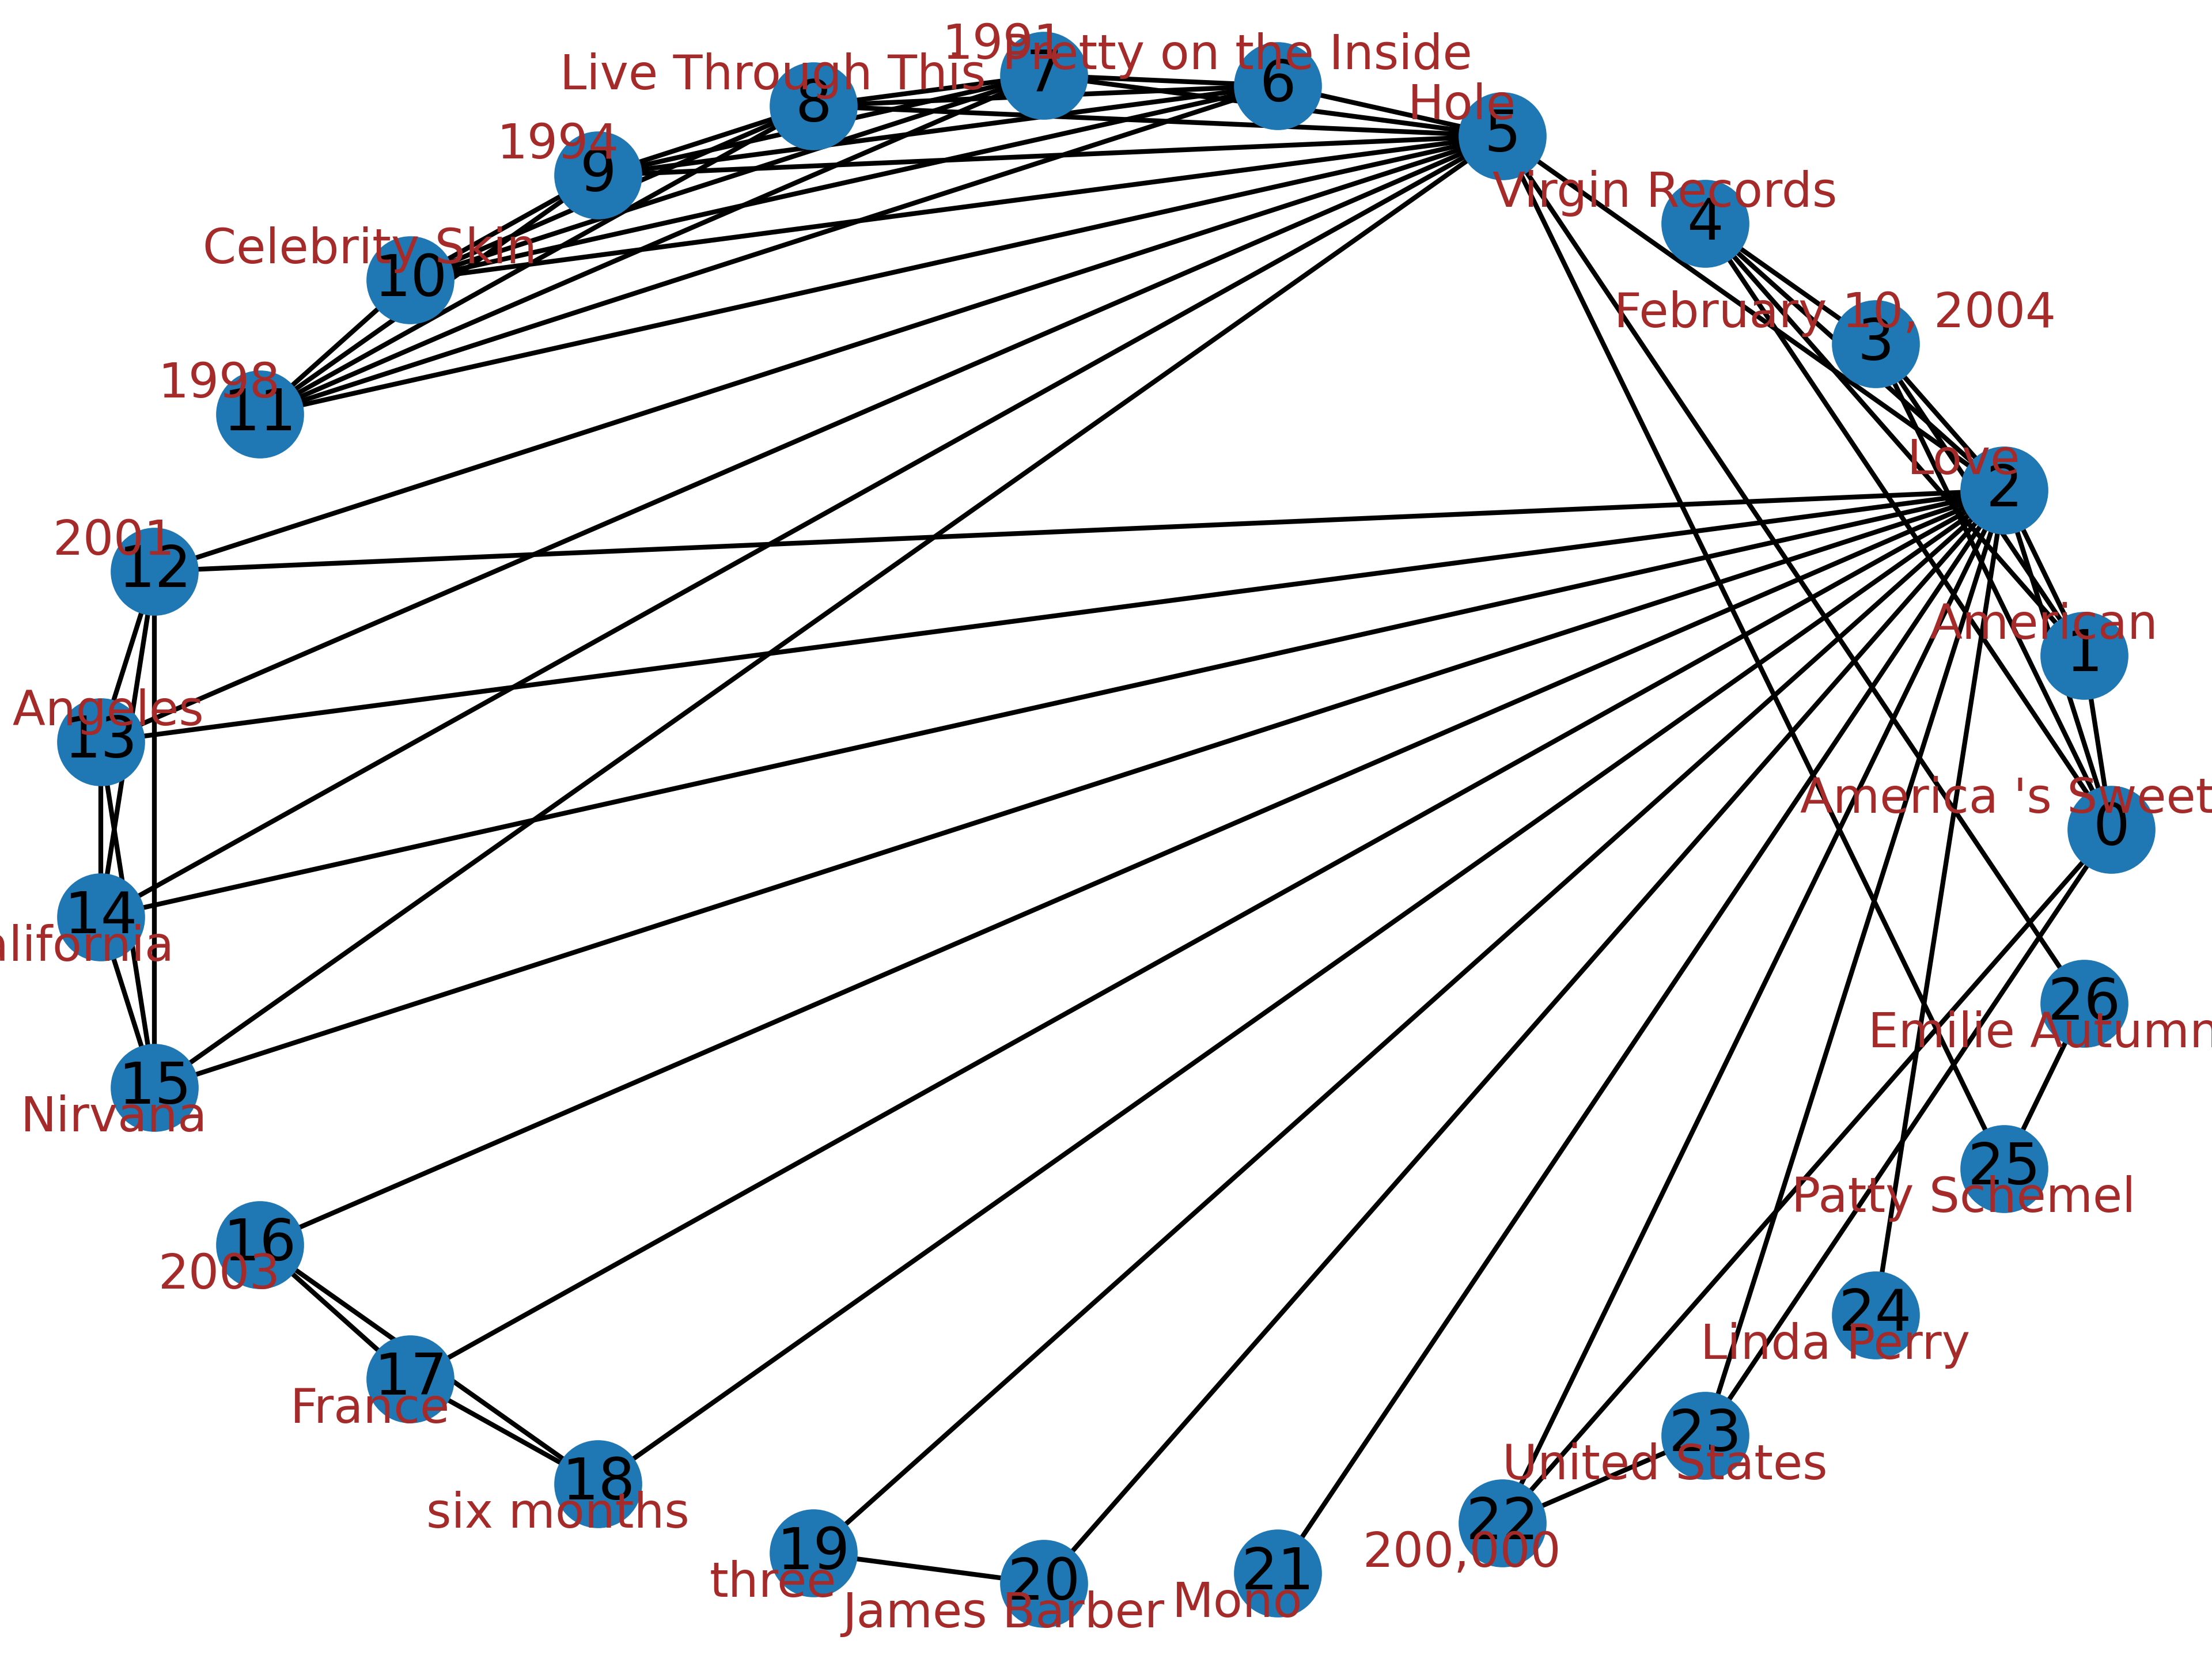 1991
Pretty on the Inside
7
6
Live Through This
8
Hole
5
1994
9
Virgin Records
4
Celebrity Skin
10
February 10, 2004
3
1998
11
Love
2
2001
12
American
1
Angeles
13
America 's Sweet
0
14
alifornia
26
Emilie Autumn
15
Nirvana
25
Patty Schemel
16
2003
24
Linda Perry
17
France
23
United States
18
six months
22
200,000
19
three
20
James Barber
21
Mono